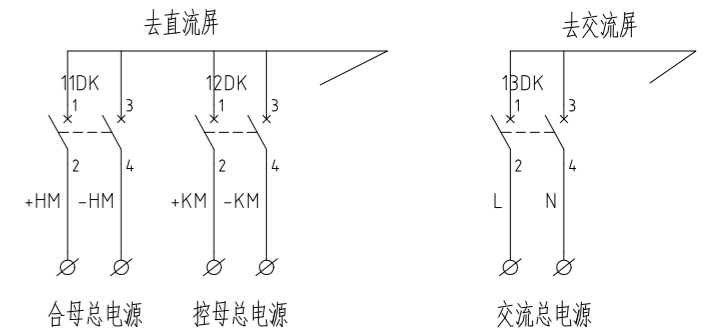 去直流屏
去交流屏
11DK
12DK
13DK
1 3 1 3 1 3
2 4 2 4 2 4
+HM -HM +KM -KM L N
合母总电源 控母总电源 交流总电源